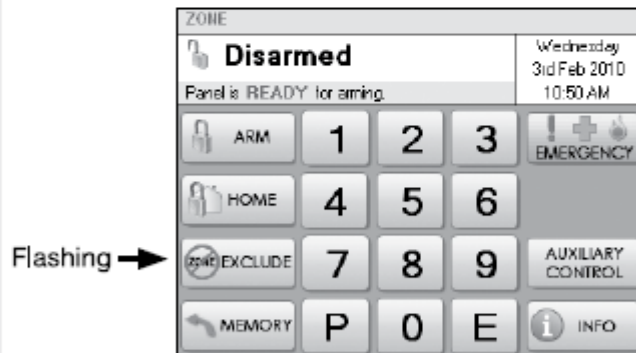 ZONE
Disarmed
Panel is READY for arming.
Wednesday
3rd Feb 2010
10:50 AM
ARM
1 2 3
EMERGENCY
HOME
4 5 6
Flashing
ZONE EXCLUDE
7 8 9
AUXILIARY
CONTROL
MEMORY
P 0 E
i INFO